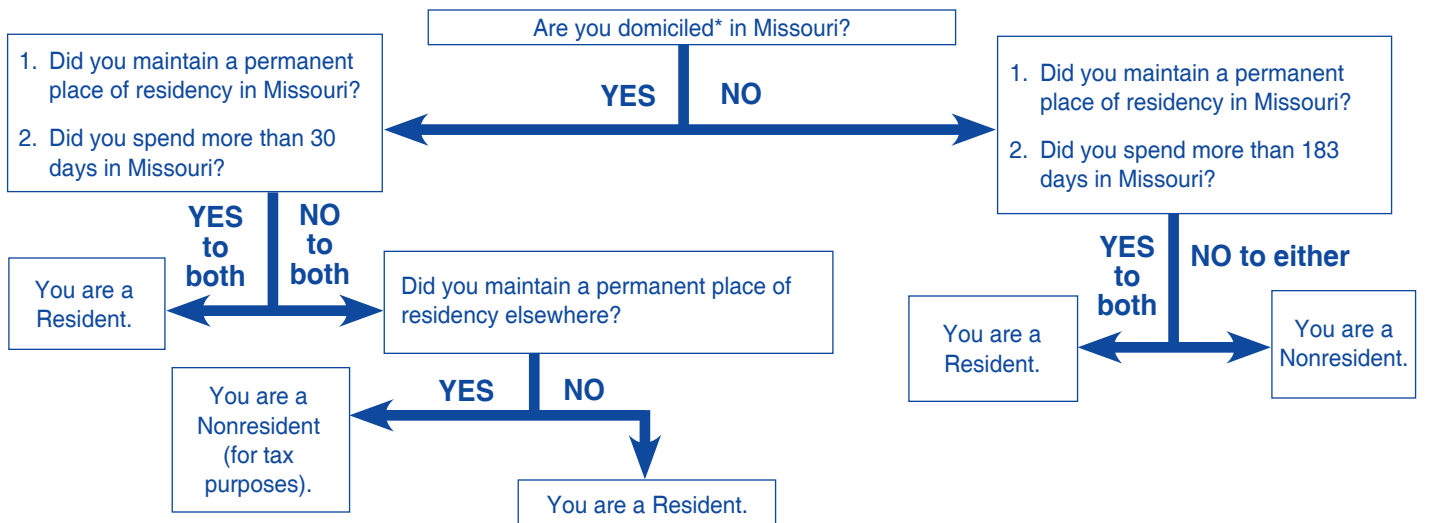 Are you domiciled* in Missouri?
YES
NO
1. Did you maintain a permanent
place of residency in Missouri?
2. Did you spend more than 30
days in Missouri?
YES
to
both
NO
to
both
You are a
Resident.
Did you maintain a permanent place of
residency elsewhere?
YES
NO
You are a
Nonresident
(for tax
purposes).
You are a Resident.
1. Did you maintain a permanent
place of residency in Missouri?
2. Did you spend more than 183
days in Missouri?
YES
to
both
NO to either
You are a
Resident.
You are a
Nonresident.